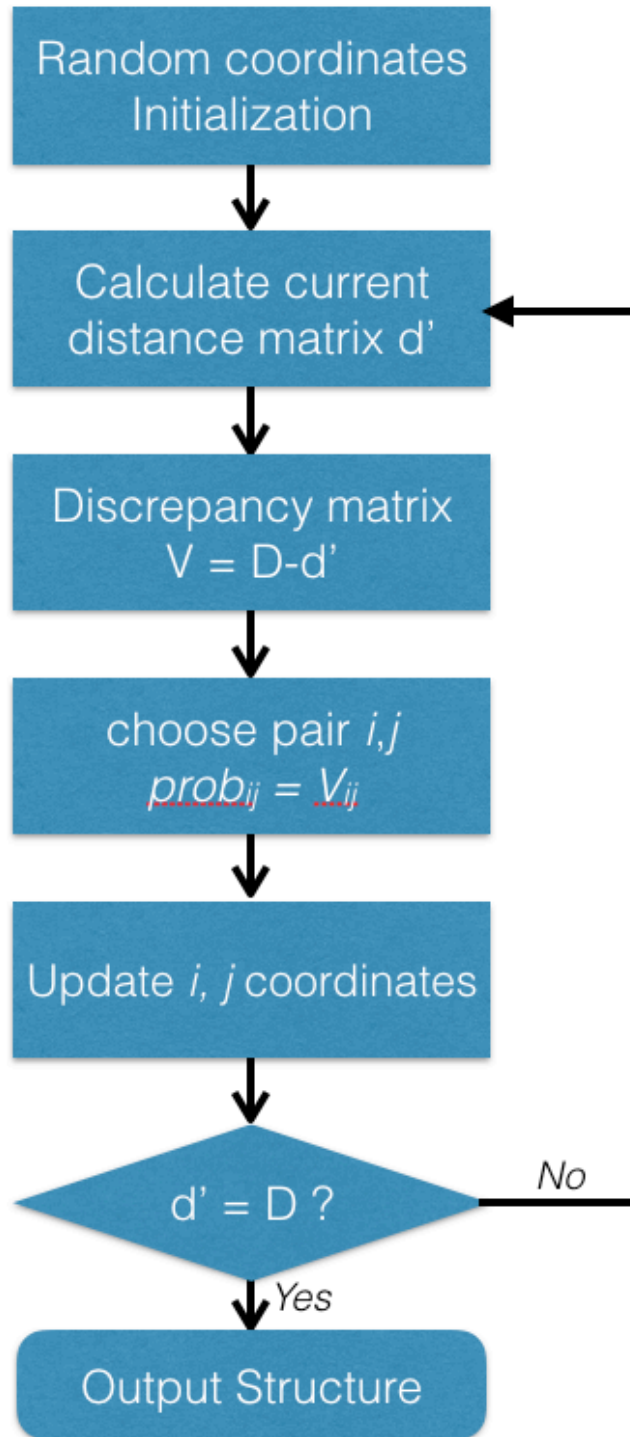 Random coordinates
Initialization
Calculate current
distance matrix d’
Discrepancy matrix
V = D-d’
choose pair i,j
probij = Vij
Update i, j coordinates
d’ = D ?
No
Yes
Output Structure